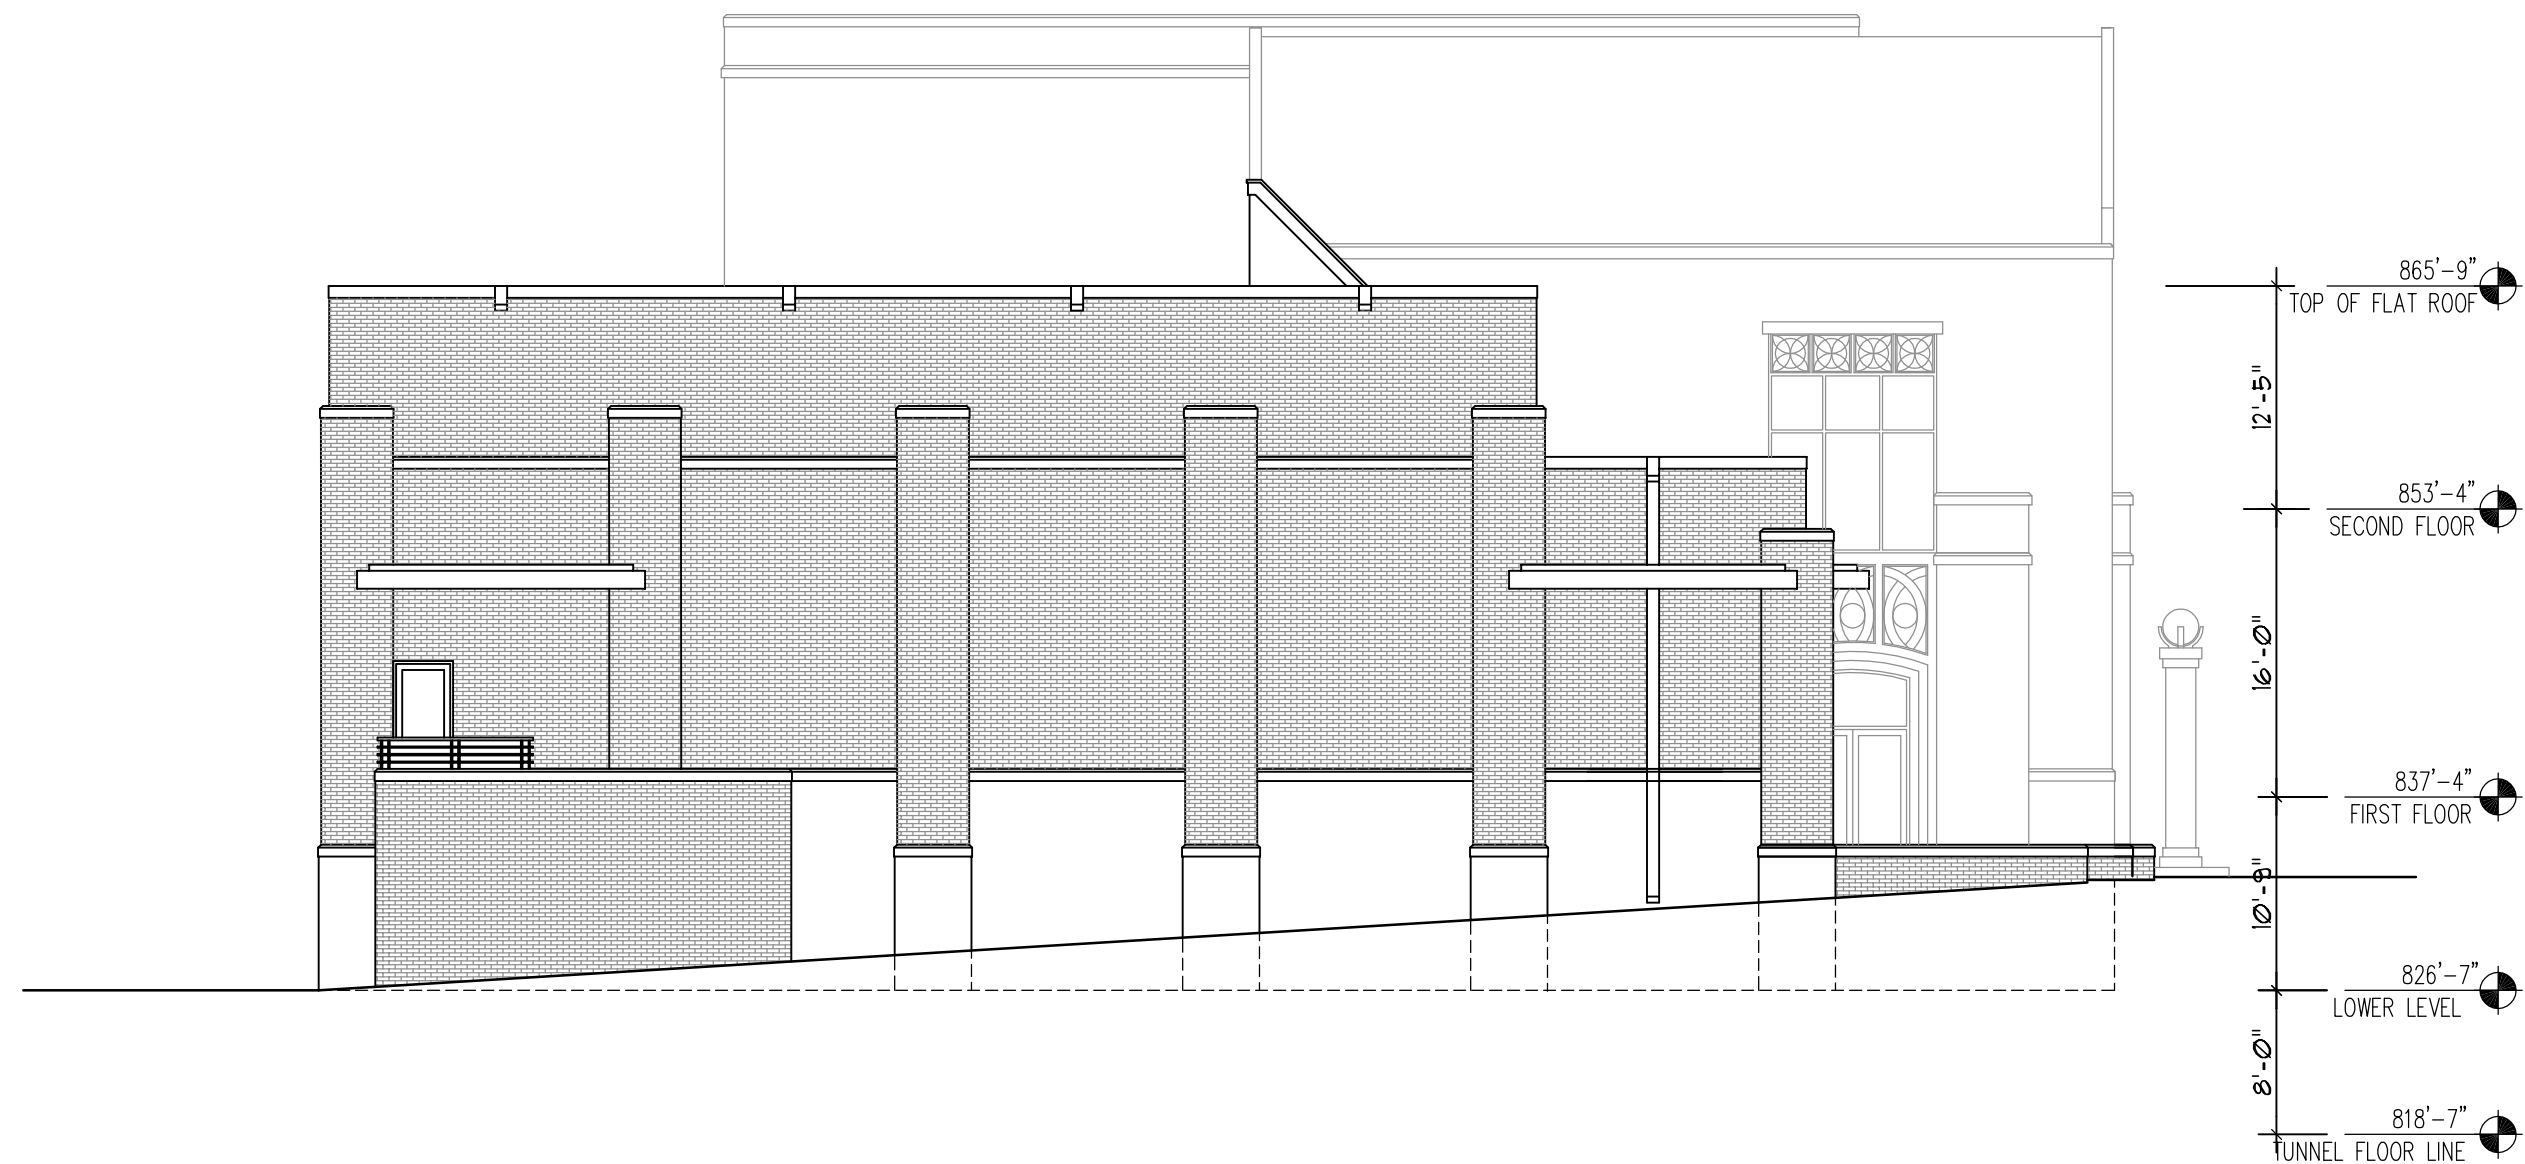 865'-9"
TOP OF FLAT ROOF
12'-5"
853'-4"
SECOND FLOOR
16'-0"
837'-4"
FIRST FLOOR
10'-9"
826'-7"
LOWER LEVEL
8'-0"
818'-7"
TUNNEL FLOOR LINE